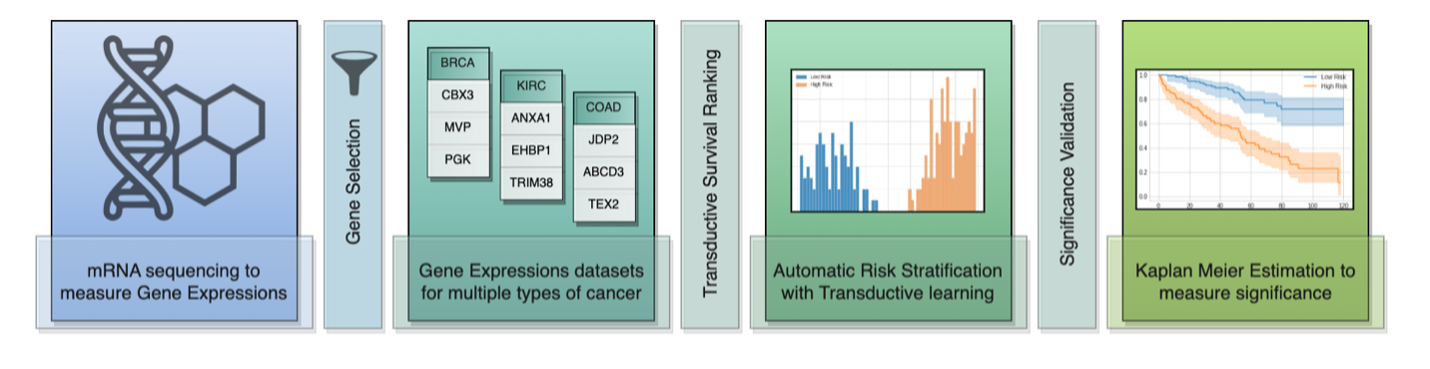 mRNA sequencing to
measure Gene Expressions
Gene Selection
BRCA
CBX3
MVP
PGK
KIRC
ANXA1
EHBP1
TRIM38
COAD
JDP2
ABCD3
TEX2
Gene Expressions datasets
for multiple types of cancer
Transductive Survival Ranking
Low Risk
High Risk
Automatic Risk Stratification
with Transductive learning
Significance Validation
Low Risk
High Risk
1.0
0.8
0.6
0.4
0.2
0.0
0 20 40 60 80 100 120
Kaplan Meier Estimation to
measure significance